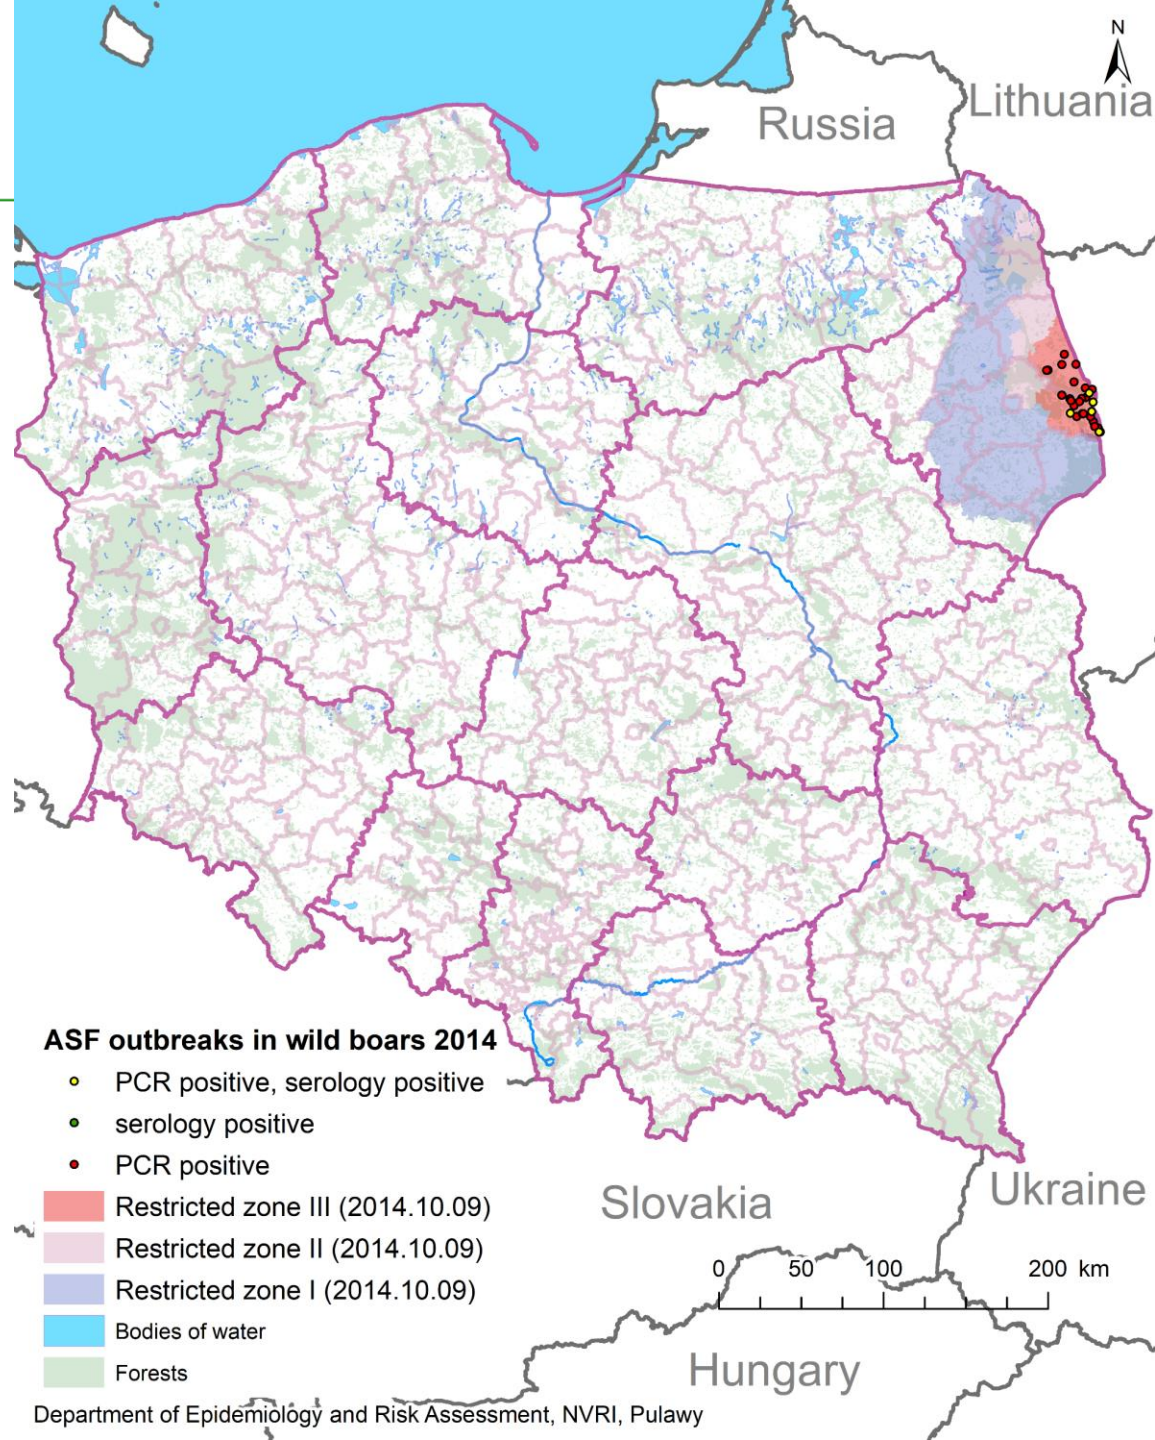 N
Lithuania
Russia
ASF outbreaks in wild boars 2014
PCR positive, serology positive
serology positive
PCR positive
Restricted zone III (2014.10.09)
Restricted zone II (2014.10.09)
Restricted zone I (2014.10.09)
Bodies of water
Forests
Slovakia
Ukraine
0 50 100 200 km
Hungary
Department of Epidemiology and Risk Assessment, NVRI, Pulawy